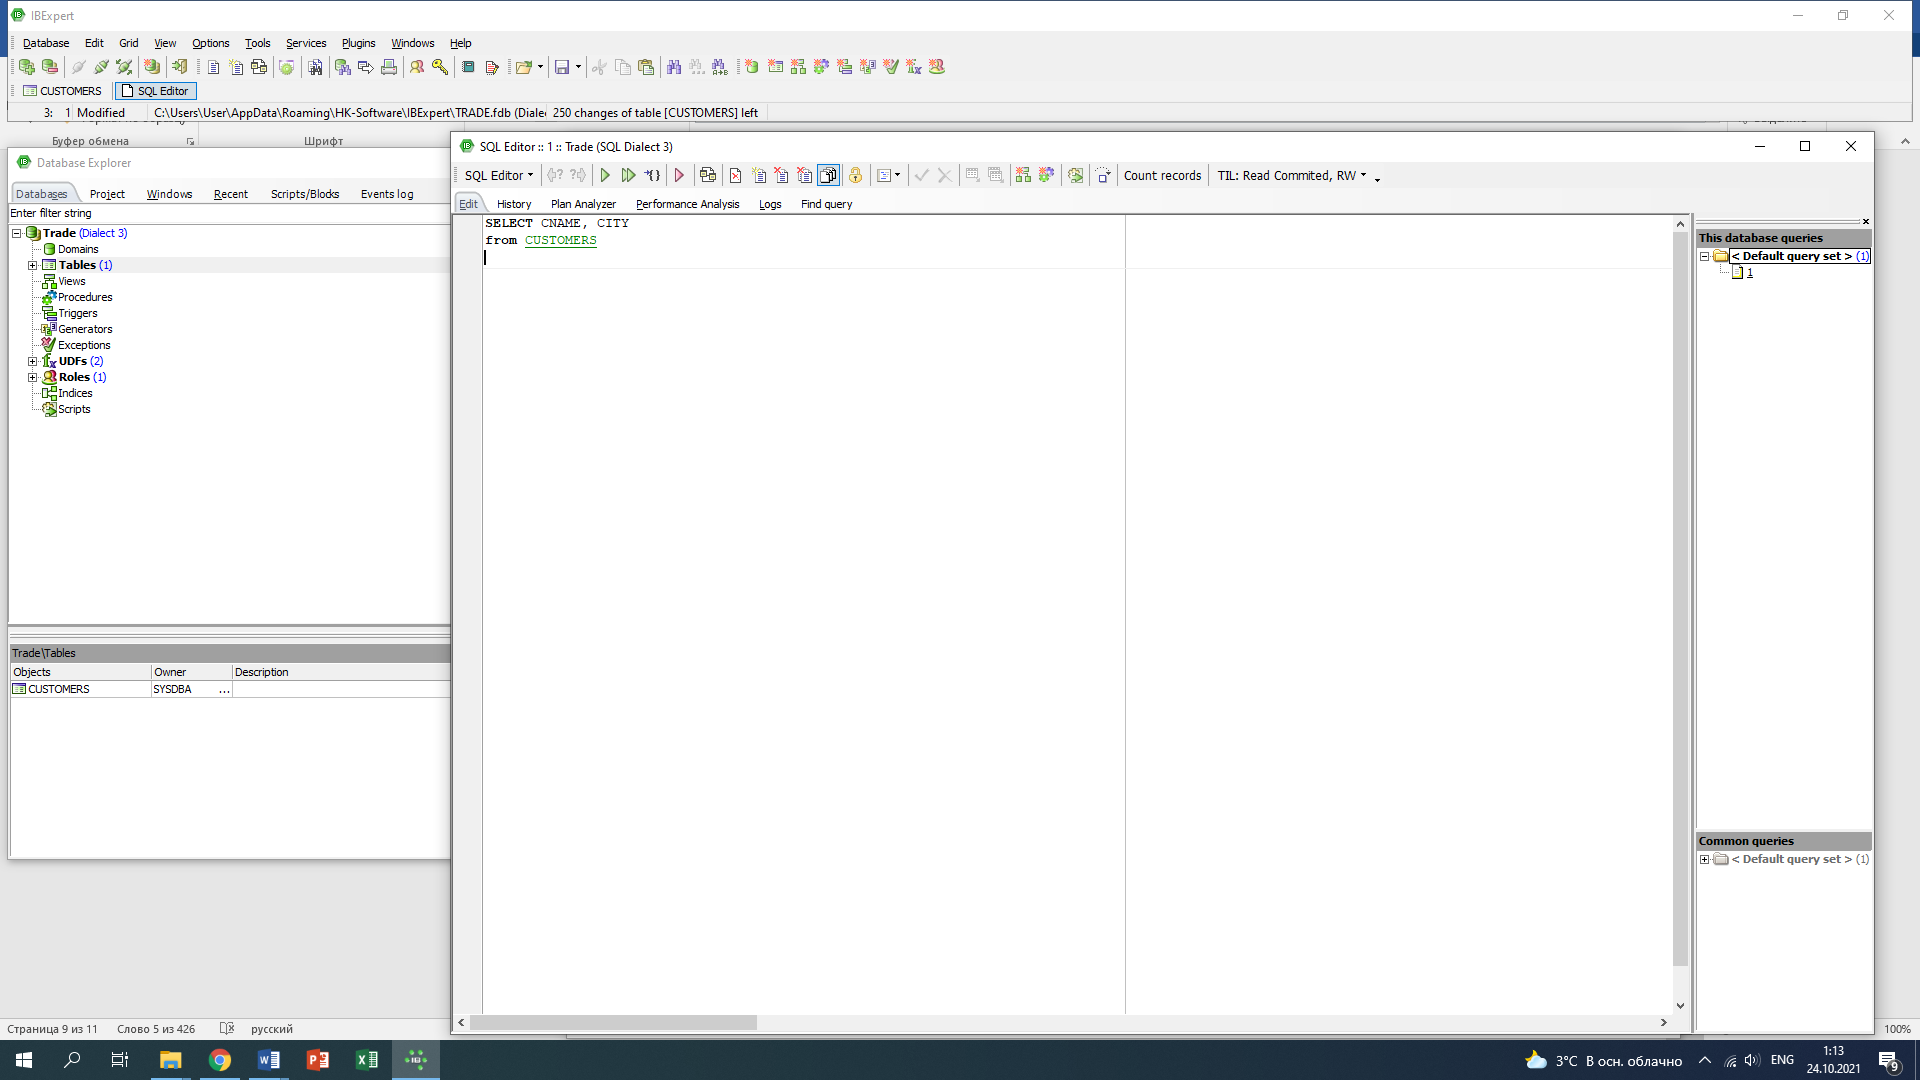 IBExpert
Database Edit Grid View Options Tools Services Plugins Windows Help
CUSTOMERS SQL Editor
3: 1 Modified C:\Users\User\AppData\Roaming\HK-Software\IBExpert\TRADE.fdb (Diale 250 changes of table [CUSTOMERS] left
Буфер обмена Шрифт
Database Explorer
Databases Project Windows Recent Scripts/Blocks Events log
Enter filter string
Trade (Dialect 3)
Domains
Tables (1)
Views
Procedures
Triggers
Generators
Exceptions
UDFs (2)
Roles (1)
Indices
Scripts
Trade\Tables
Objects Owner Description
CUSTOMERS SYSDBA ...
SQL Editor :: 1 :: Trade (SQL Dialect 3)
SQL Editor Count records TIL: Read Commited, RW
Edit History Plan Analyzer Performance Analysis Logs Find query
SELECT CNAME, CITY
from CUSTOMERS
This database queries
< Default query set > (1)
1
Common queries
< Default query set > (1)
Страница 9 из 11 Слово 5 из 426 русский 100%
3°C В осн. облачно ENG 1:13
24.10.2021
9